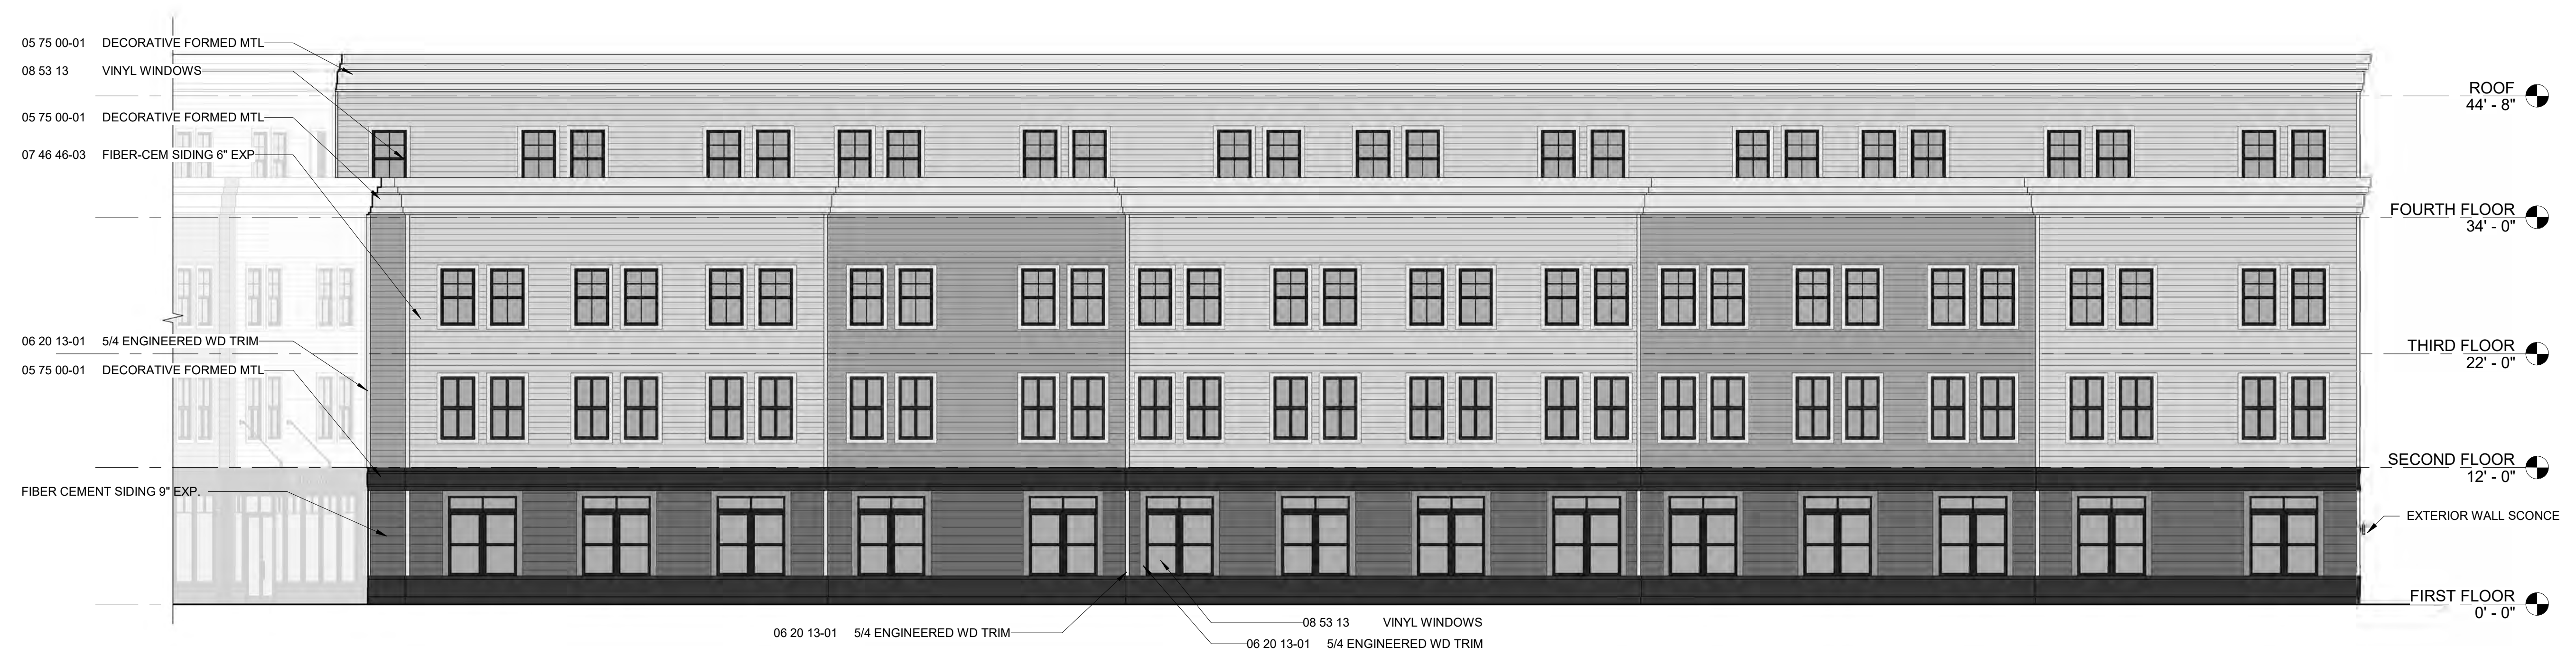 05 75 00-01 DECORATIVE FORMED MTL
08 53 13 VINYL WINDOWS
05 75 00-01 DECORATIVE FORMED MTL
07 46 46-03 FIBER-CEM SIDING 6" EXP
06 20 13-01 5/4 ENGINEERED WD TRIM
05 75 00-01 DECORATIVE FORMED MTL
FIBER CEMENT SIDING 9" EXP.
ROOF
44' - 8"
FOURTH FLOOR
34' - 0"
THIRD FLOOR
22' - 0"
SECOND FLOOR
12' - 0"
EXTERIOR WALL SCONCE
FIRST FLOOR
0' - 0"
08 53 13 VINYL WINDOWS
06 20 13-01 5/4 ENGINEERED WD TRIM
06 20 13-01 5/4 ENGINEERED WD TRIM